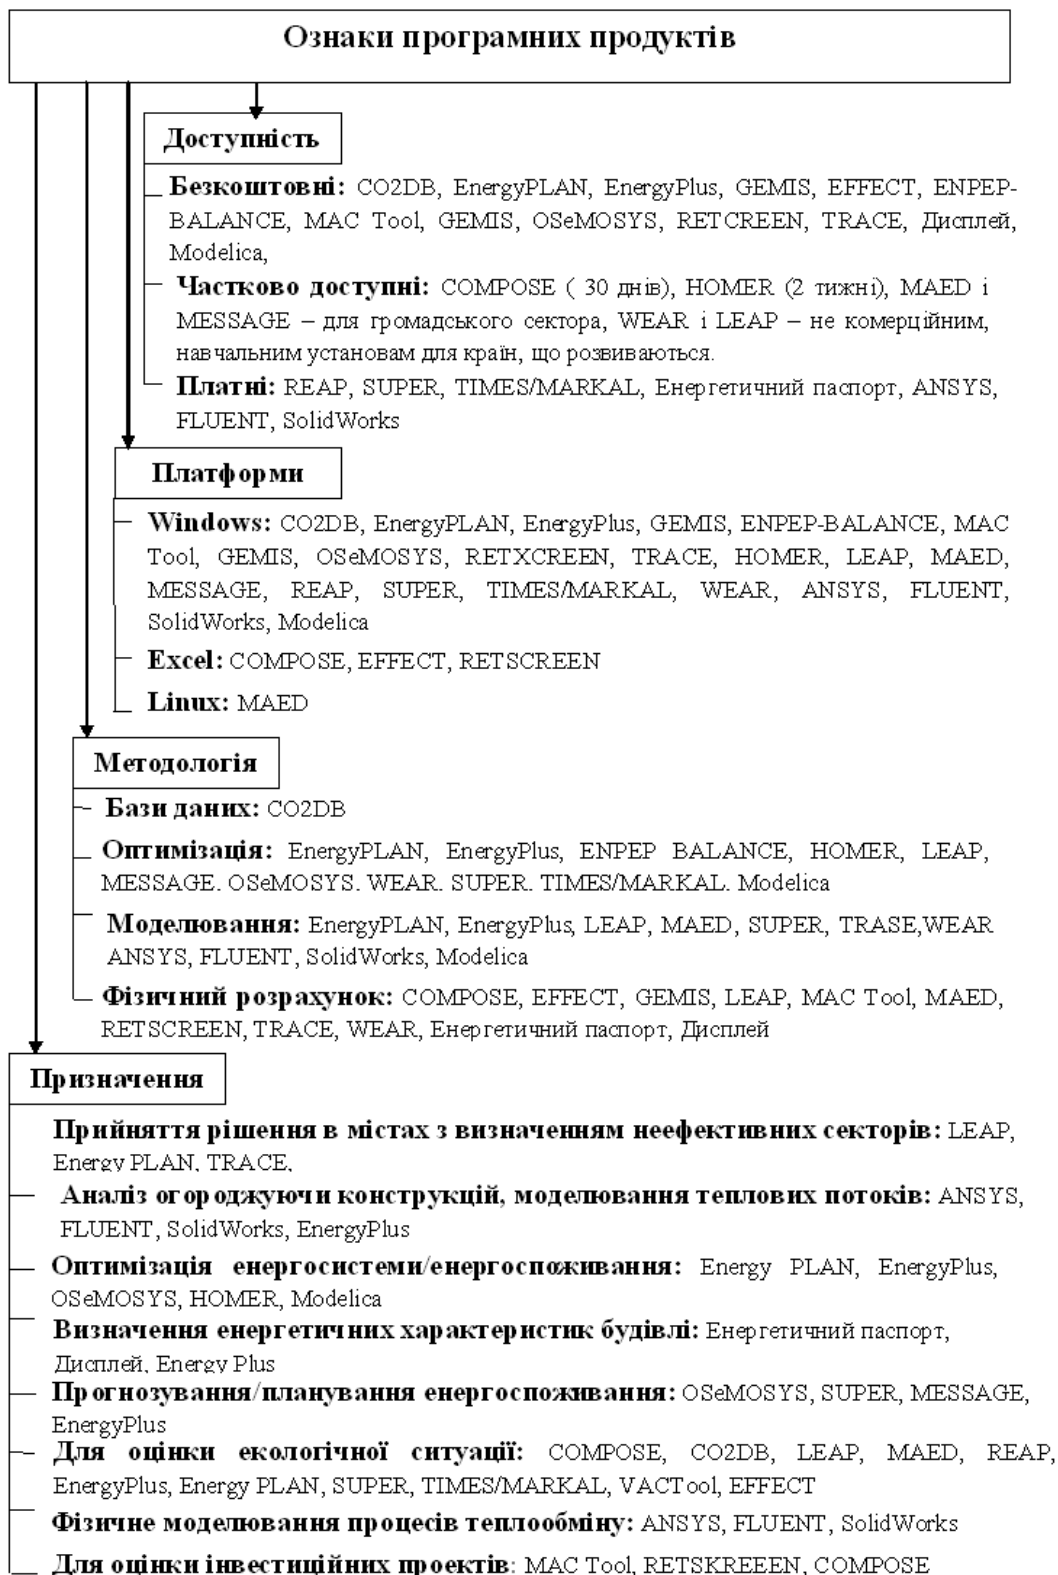 Ознаки програмних продуктів
Доступність
Безкоштовні: CO2DB, EnergyPLAN, EnergyPlus, GEMIS, EFFECT, ENPEP-
BALANCE, MAC Tool, GEMIS, OSeMOSYS, RETCREEN, TRACE, Дисплей,
Modelica,
Частково доступні: COMPOSE ( 30 днів), HOMER (2 тижні), MAED і
MESSAGE – для громадського сектора, WEAR і LEAP – не комерційним,
навчальним установам для країн, що розвиваються.
Платні: REAP, SUPER, TIMES/MARKAL, Енергетичний паспорт, ANSYS,
FLUENT, SolidWorks
Платформи
Windows: CO2DB, EnergyPLAN, EnergyPlus, GEMIS, ENPEP-BALANCE, MAC
Tool, GEMIS, OSeMOSYS, RETXCREEN, TRACE, HOMER, LEAP, MAED,
MESSAGE, REAP, SUPER, TIMES/MARKAL, WEAR, ANSYS, FLUENT,
SolidWorks, Modelica
Excel: COMPOSE, EFFECT, RETSCREEN
Linux: MAED
Методологія
Бази даних: CO2DB
Оптимізація: EnergyPLAN, EnergyPlus, ENPEP BALANCE, HOMER, LEAP,
MESSAGE. OSeMOSYS. WEAR. SUPER. TIMES/MARKAL. Modelica
Моделювання: EnergyPLAN, EnergyPlus, LEAP, MAED, SUPER, TRASE,WEAR
ANSYS, FLUENT, SolidWorks, Modelica
Фізичний розрахунок: COMPOSE, EFFECT, GEMIS, LEAP, MAC Tool, MAED,
RETSCREEN, TRACE, WEAR, Енергетичний паспорт, Дисплей
Призначення
Прийняття рішення в містах з визначенням неефективних секторів: LEAP,
Energy PLAN, TRACE,
Аналіз огороджуючи конструкцій, моделювання теплових потоків: ANSYS,
FLUENT, SolidWorks, EnergyPlus
Оптимізація енергосистеми/енергоспоживання: Energy PLAN, EnergyPlus,
OSeMOSYS, HOMER, Modelica
Визначення енергетичних характеристик будівлі: Енергетичний паспорт,
Дисплей, Energy Plus
Прогнозування/планування енергоспоживання: OSeMOSYS, SUPER, MESSAGE,
EnergyPlus
Для оцінки екологічної ситуації: COMPOSE, CO2DB, LEAP, MAED, REAP,
EnergyPlus, Energy PLAN, SUPER, TIMES/MARKAL, VACTool, EFFECT
Фізичне моделювання процесів теплообміну: ANSYS, FLUENT, SolidWorks
Для оцінки інвестиційних проектів: MAC Tool, RETSKREEEN, COMPOSE